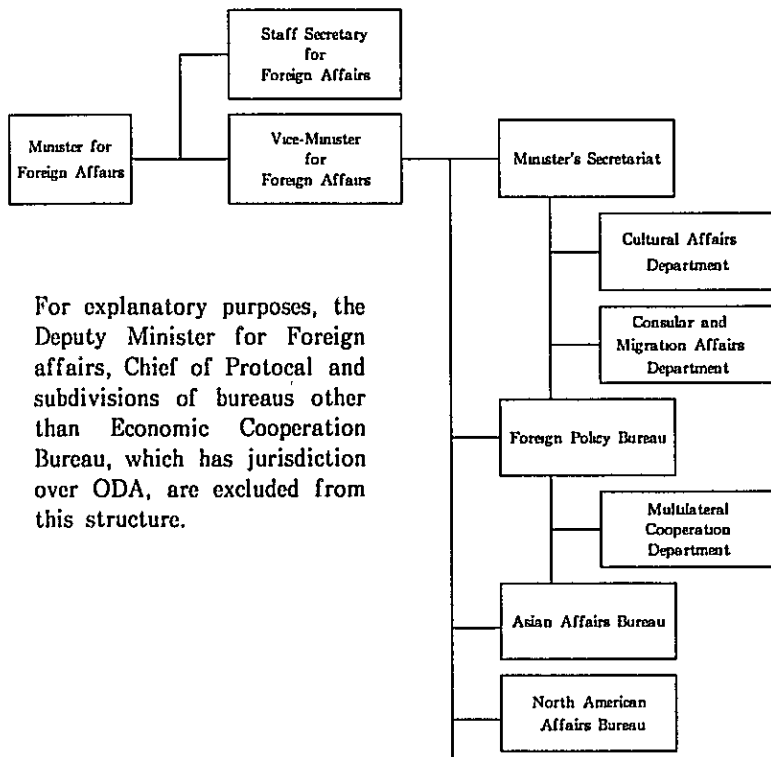 Staff Secretary
for
Foreign Affairs
Minister for
Foreign Affairs
Vice-Minister
for
Foreign Affairs
Minister's Secretariat
Cultural Affairs
Department
Consular and
Migration Affairs
Department
For explanatory purposes, the
Deputy Minister for Foreign
affairs, Chief of Protocal and
subdivisions of bureaus other
than Economic Cooperation
Bureau, which has jurisdiction
over ODA, are excluded from
this structure.
Foreign Policy Bureau
Multilateral
Cooperation
Department
Asian Affairs Bureau
North American
Affairs Bureau